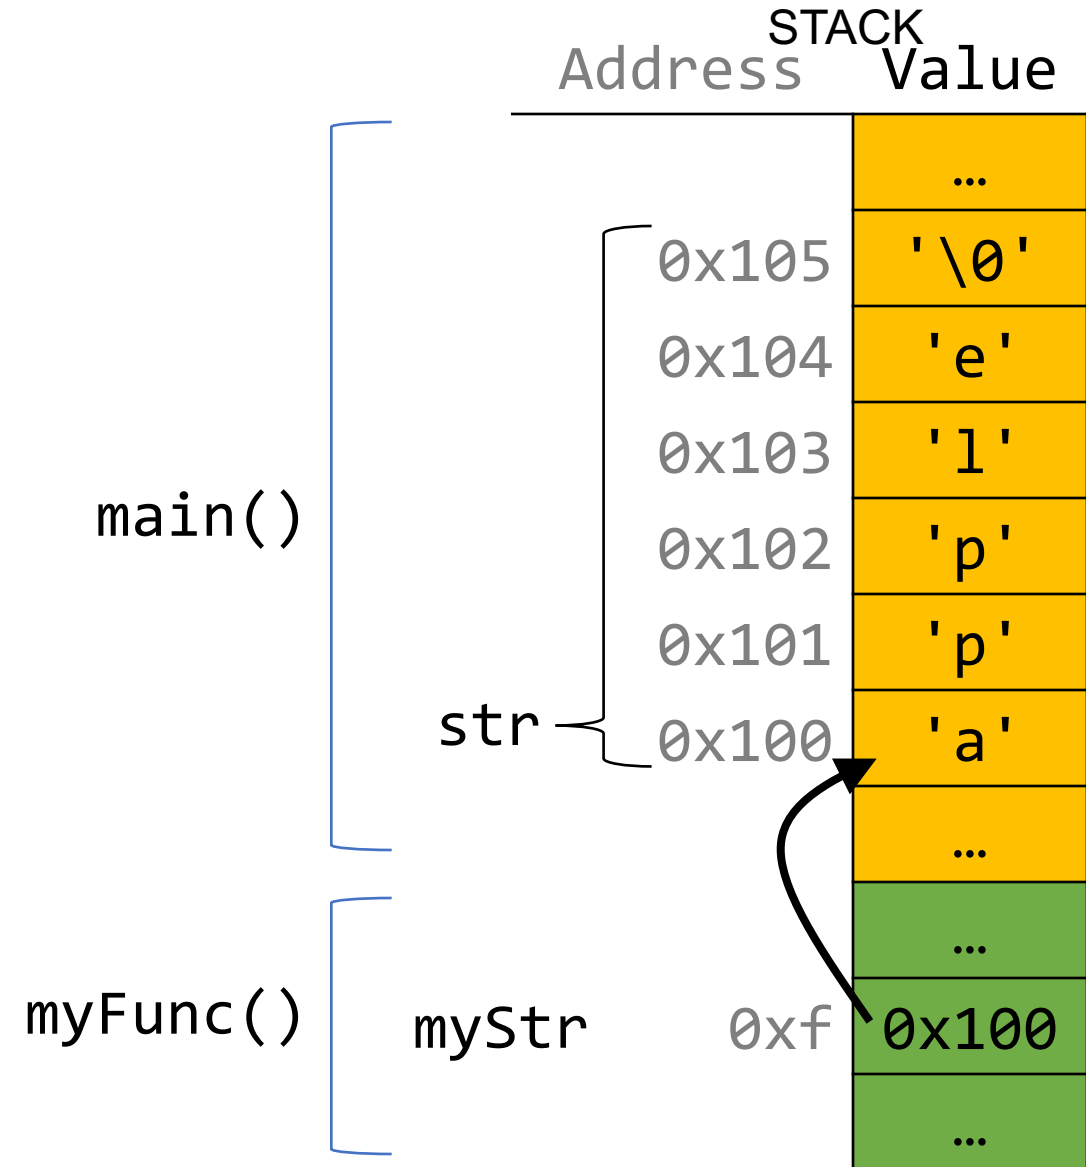 STACK
Address Value
…
0x105 '\0'
0x104 'e'
0x103 'l'
main()
0x102 'p'
0x101 'p'
str 0x100 'a'
…
…
myFunc() myStr 0xf 0x100
…